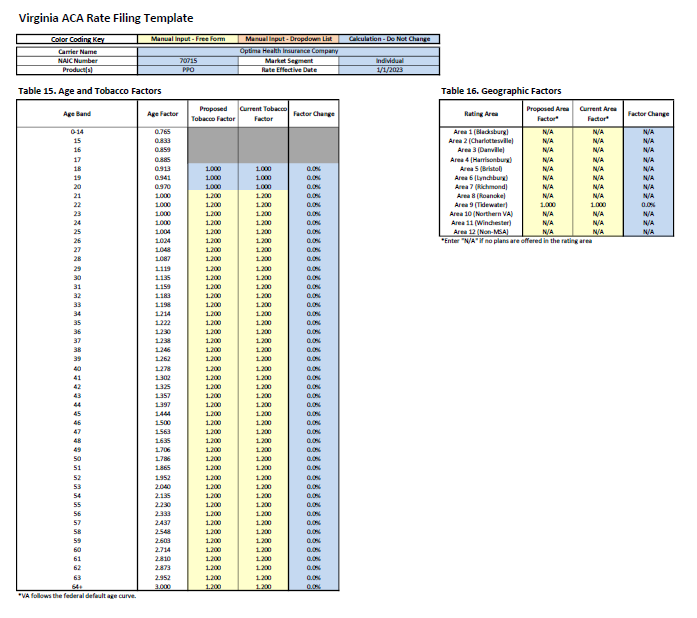 Virginia ACA Rate Filing Template
Color Coding Key Manual Input - Free Form Manual Input - Dropdown List Calculation - Do Not Change
Carrier Name Optima Health Insurance Company
NAIC Number 70715 Market Segment Individual
Product(s) PPO Rate Effective Date 1/1/2023
Table 15. Age and Tobacco Factors
Age Band Age Factor Proposed Tobacco Factor Current Tobacco Factor Factor Change
0-14 0.765
15 0.833
16 0.859
17 0.885
18 0.913 1.000 1.000 0.0%
19 0.941 1.000 1.000 0.0%
20 0.970 1.000 1.000 0.0%
21 1.000 1.200 1.200 0.0%
22 1.000 1.200 1.200 0.0%
23 1.000 1.200 1.200 0.0%
24 1.000 1.200 1.200 0.0%
25 1.004 1.200 1.200 0.0%
26 1.024 1.200 1.200 0.0%
27 1.048 1.200 1.200 0.0%
28 1.087 1.200 1.200 0.0%
29 1.119 1.200 1.200 0.0%
30 1.135 1.200 1.200 0.0%
31 1.159 1.200 1.200 0.0%
32 1.183 1.200 1.200 0.0%
33 1.198 1.200 1.200 0.0%
34 1.214 1.200 1.200 0.0%
35 1.222 1.200 1.200 0.0%
36 1.230 1.200 1.200 0.0%
37 1.238 1.200 1.200 0.0%
38 1.246 1.200 1.200 0.0%
39 1.262 1.200 1.200 0.0%
40 1.278 1.200 1.200 0.0%
41 1.302 1.200 1.200 0.0%
42 1.325 1.200 1.200 0.0%
43 1.357 1.200 1.200 0.0%
44 1.397 1.200 1.200 0.0%
45 1.444 1.200 1.200 0.0%
46 1.500 1.200 1.200 0.0%
47 1.563 1.200 1.200 0.0%
48 1.635 1.200 1.200 0.0%
49 1.706 1.200 1.200 0.0%
50 1.786 1.200 1.200 0.0%
51 1.865 1.200 1.200 0.0%
52 1.952 1.200 1.200 0.0%
53 2.040 1.200 1.200 0.0%
54 2.135 1.200 1.200 0.0%
55 2.230 1.200 1.200 0.0%
56 2.333 1.200 1.200 0.0%
57 2.437 1.200 1.200 0.0%
58 2.548 1.200 1.200 0.0%
59 2.603 1.200 1.200 0.0%
60 2.714 1.200 1.200 0.0%
61 2.810 1.200 1.200 0.0%
62 2.873 1.200 1.200 0.0%
63 2.952 1.200 1.200 0.0%
64+ 3.000 1.200 1.200 0.0%
*VA follows the federal default age curve.
Table 16. Geographic Factors
Rating Area Proposed Area Factor* Current Area Factor* Factor Change
Area 1 (Blacksburg) N/A N/A N/A
Area 2 (Charlottesville) N/A N/A N/A
Area 3 (Danville) N/A N/A N/A
Area 4 (Harrisonburg) N/A N/A N/A
Area 5 (Bristol) N/A N/A N/A
Area 6 (Lynchburg) N/A N/A N/A
Area 7 (Richmond) N/A N/A N/A
Area 8 (Roanoke) N/A N/A N/A
Area 9 (Tidewater) 1.000 1.000 0.0%
Area 10 (Northern VA) N/A N/A N/A
Area 11 (Winchester) N/A N/A N/A
Area 12 (Non-MSA) N/A N/A N/A
*Enter "N/A" if no plans are offered in the rating area